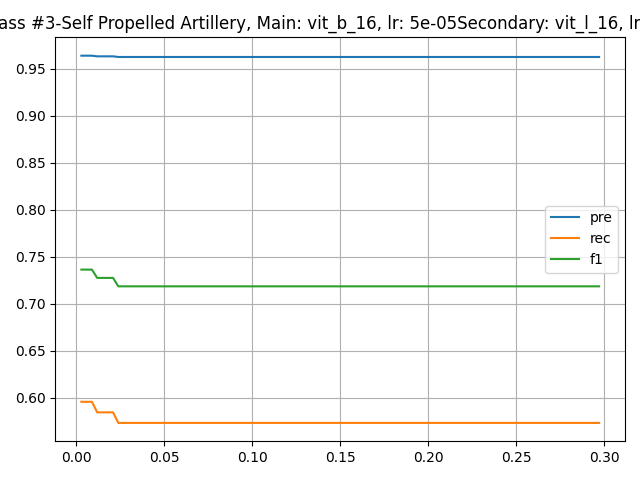 ass #3-Self Propelled Artillery, Main: vit_b_16, lr: 5e-05Secondary: vit_l_16, lr
0.95
0.90
0.85
0.80
0.75
0.70
0.65
0.60
pre
rec
f1
0.00 0.05 0.10 0.15 0.20 0.25 0.30